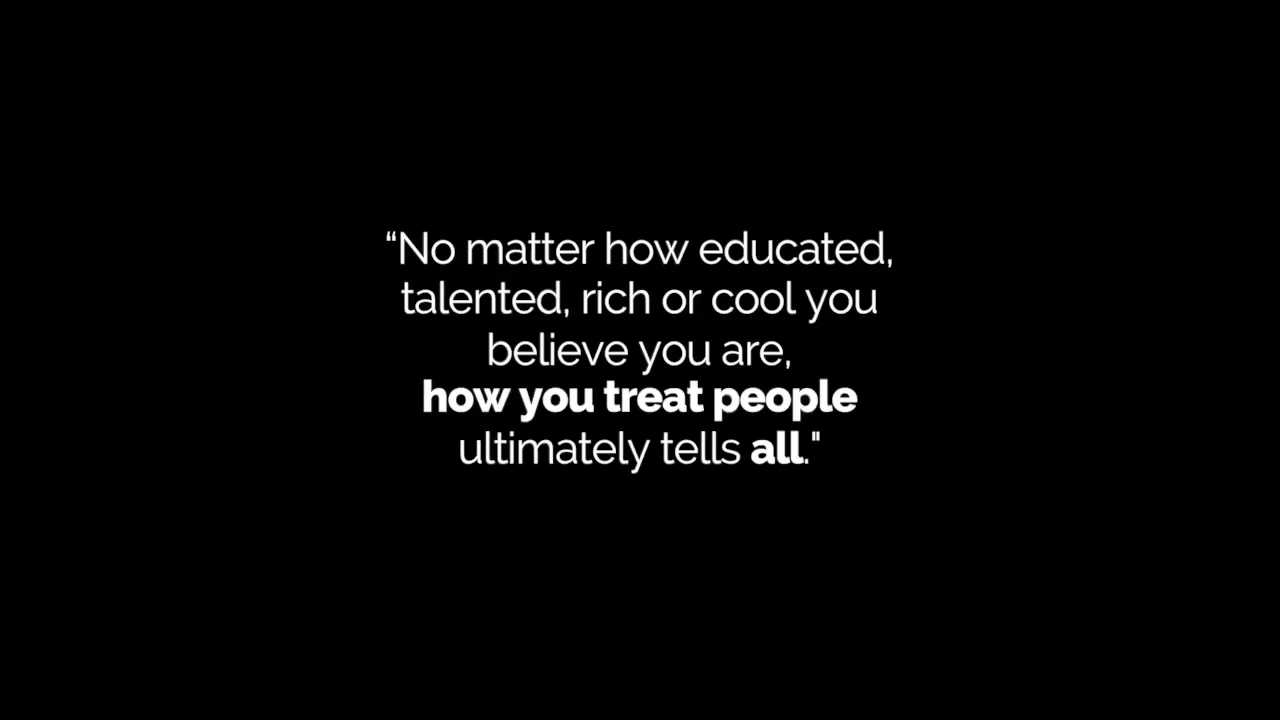 “No matter how educated,
talented, rich or cool you
believe you are,
how you treat people
ultimately tells all."